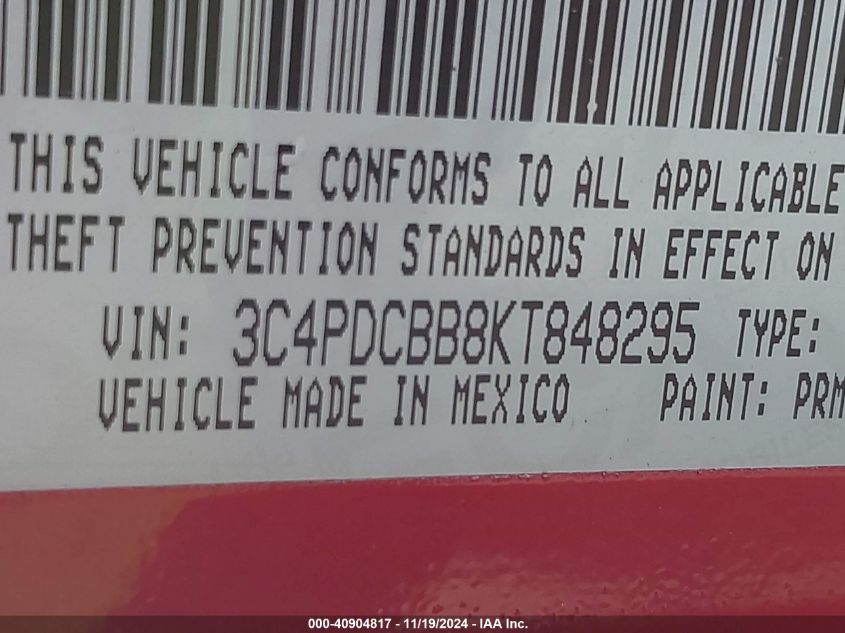 THIS VEHICLE CONFORMS TO ALL APPLICABLE
THEFT PREVENTION STANDARDS IN EFFECT ON
VIN: 3C4PDCBB8KT848295 TYPE:
VEHICLE MADE IN MEXICO PAINT: PRM
000-40904817 - 11/19/2024 - IAA Inc.